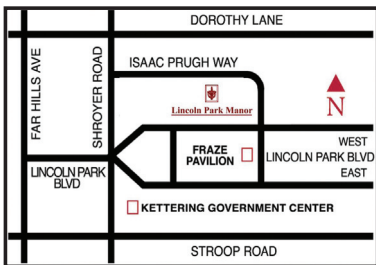 DOROTHY LANE
ISAAC PRUGH WAY
FAR HILLS AVE
SHROYER ROAD
Lincoln Park Manor
N
FRAZE
PAVILION
WEST
LINCOLN PARK BLVD
EAST
LINCOLN PARK
BLVD
KETTERING GOVERNMENT CENTER
STROOP ROAD